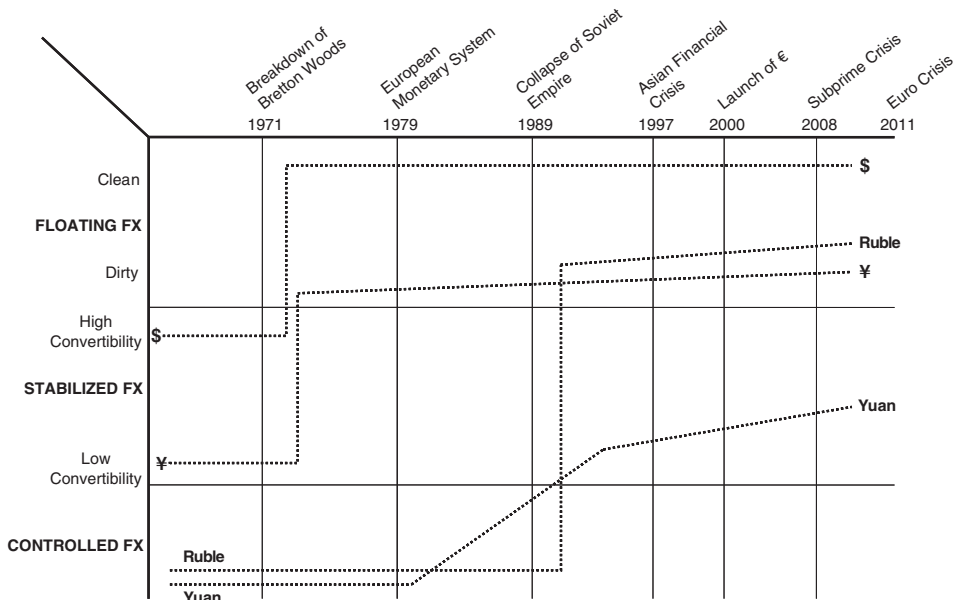 Breakdown of
Bretton Woods
European
Monetary System
Collapse of Soviet
Empire
Asian Financial
Crisis
Launch of €
Subprime Crisis
Euro Crisis
1971
1979
1989
1997
2000
2008
2011
Clean
$
FLOATING FX
Ruble
Dirty
¥
High
Convertibility
$
STABILIZED FX
Yuan
Low
Convertibility
¥
CONTROLLED FX
Ruble
Yuan